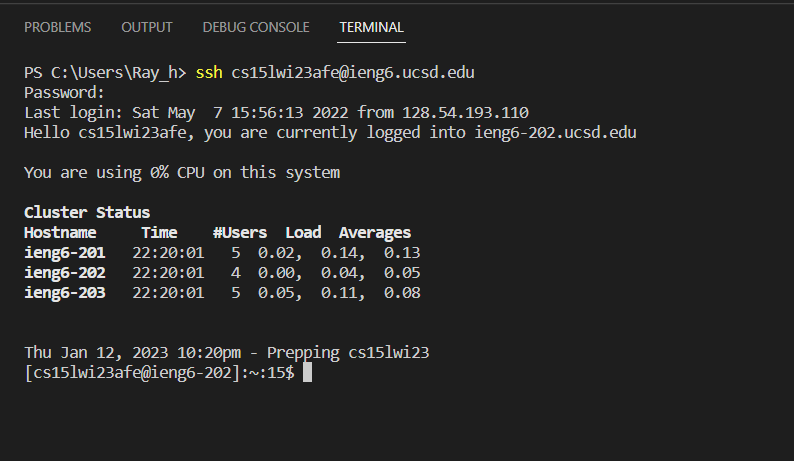 PROBLEMS OUTPUT DEBUG CONSOLE TERMINAL
PS C:\Users\Ray_h> ssh cs15lwi23afe@ieng6.ucsd.edu
Password:
Last login: Sat May  7 15:56:13 2022 from 128.54.193.110
Hello cs15lwi23afe, you are currently logged into ieng6-202.ucsd.edu
You are using 0% CPU on this system
Cluster Status
Hostname     Time    #Users  Load  Averages
ieng6-201   22:20:01   5  0.02,  0.14,  0.13
ieng6-202   22:20:01   4  0.00,  0.04,  0.05
ieng6-203   22:20:01   5  0.05,  0.11,  0.08
Thu Jan 12, 2023 10:20pm - Prepping cs15lwi23
[cs15lwi23afe@ieng6-202]:~:15$